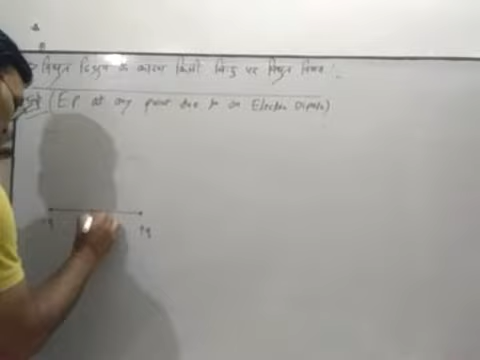 विद्युत द्विध्रुव के कारण किसी बिन्दु पर विद्युत विभव :
(E.P at any point due to an Electric Dipole)
-q +q